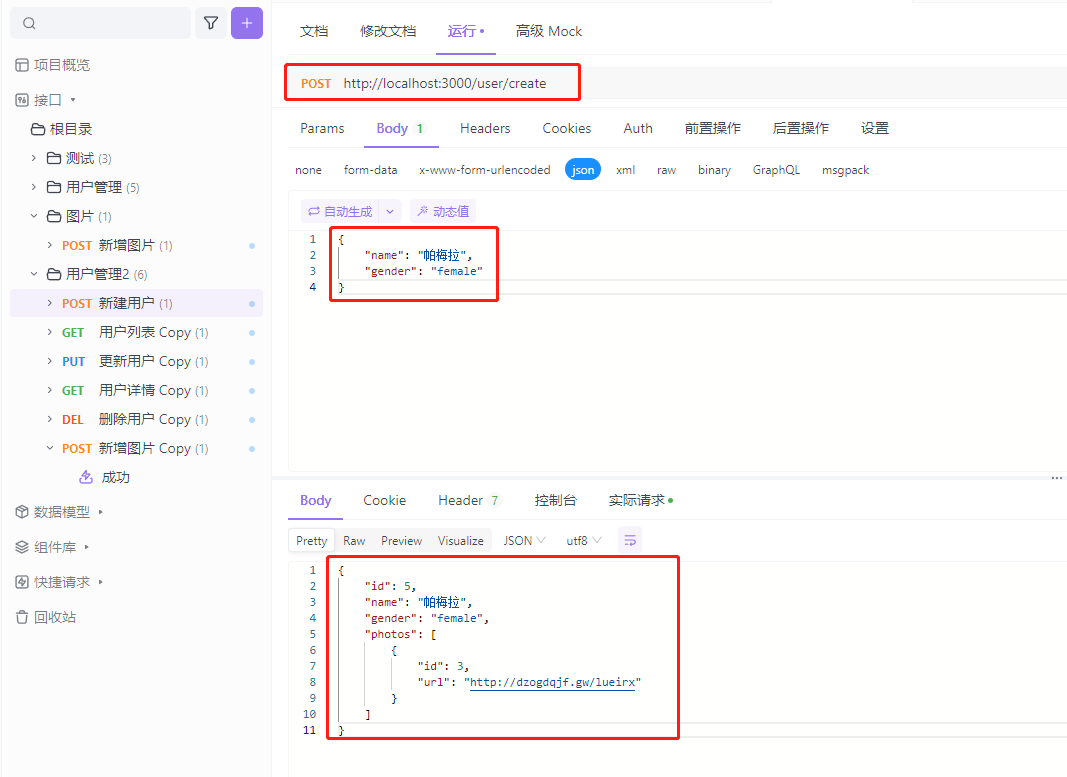 项目概览
接口
根目录
测试 (3)
用户管理 (5)
图片 (1)
POST 新增图片 (1)
用户管理2 (6)
POST 新建用户 (1)
GET 用户列表 Copy (1)
PUT 更新用户 Copy (1)
GET 用户详情 Copy (1)
DEL 删除用户 Copy (1)
POST 新增图片 Copy (1)
成功
数据模型
组件库
快捷请求
回收站
文档 修改文档 运行 高级 Mock
POST http://localhost:3000/user/create
Params Body 1 Headers Cookies Auth 前置操作 后置操作 设置
none form-data x-www-form-urlencoded json xml raw binary GraphQL msgpack
自动生成 动态值
1 {
2 "name": "帕梅拉",
3 "gender": "female"
4 }
Body Cookie Header 7 控制台 实际请求
Pretty Raw Preview Visualize JSON utf8
1 {
2 "id": 5,
3 "name": "帕梅拉",
4 "gender": "female",
5 "photos": [
6 {
7 "id": 3,
8 "url": "http://dzogdqjf.gw/lueirx"
9 }
10 ]
11 }